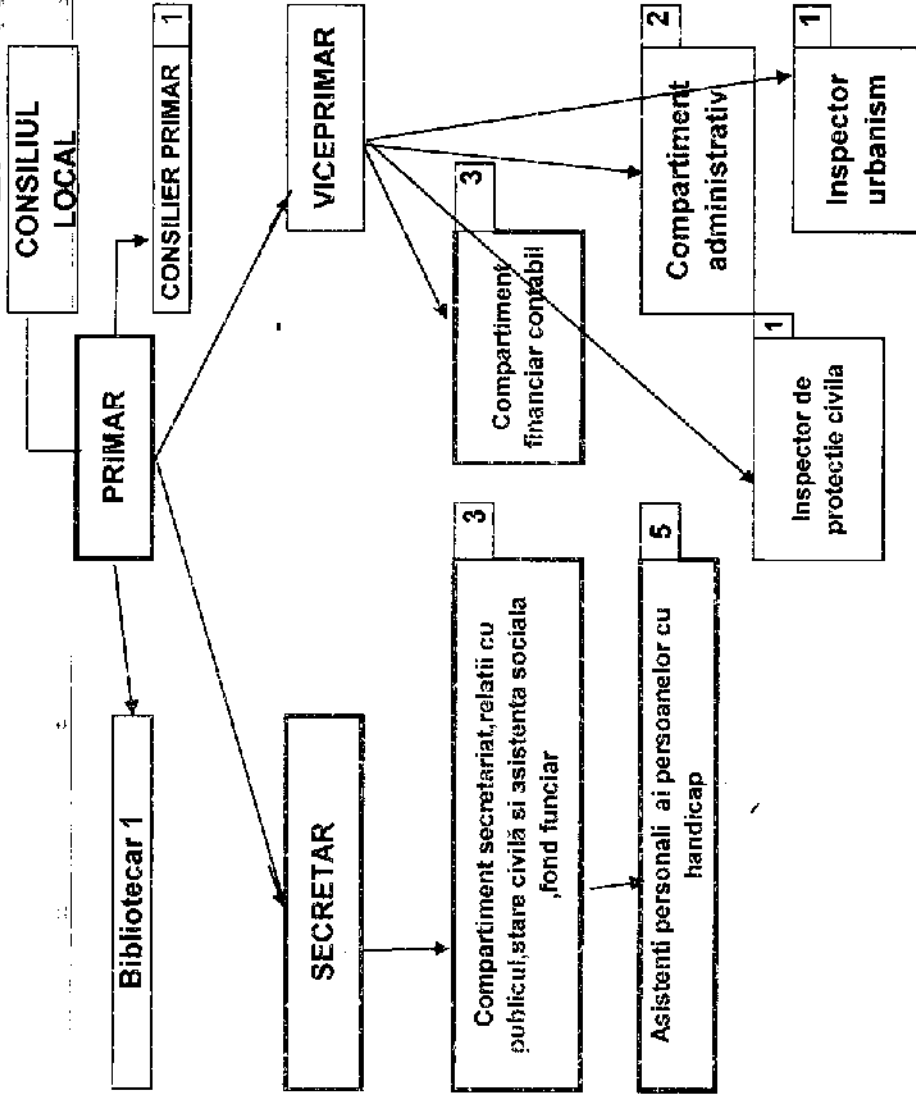 CONSILIUL
LOCAL
PRIMAR
CONSILIER PRIMAR
1
Bibliotecar 1
SECRETAR
VICEPRIMAR
Compartiment secretariat,relatii cu
publicul,stare civilă si asistenta sociala
,fond funciar
3
Compartiment
financiar contabil
3
Asistenti personali ai persoanelor cu
handicap
5
Compartiment
administrativ
2
Inspector de
protectie civila
1
Inspector
urbanism
1